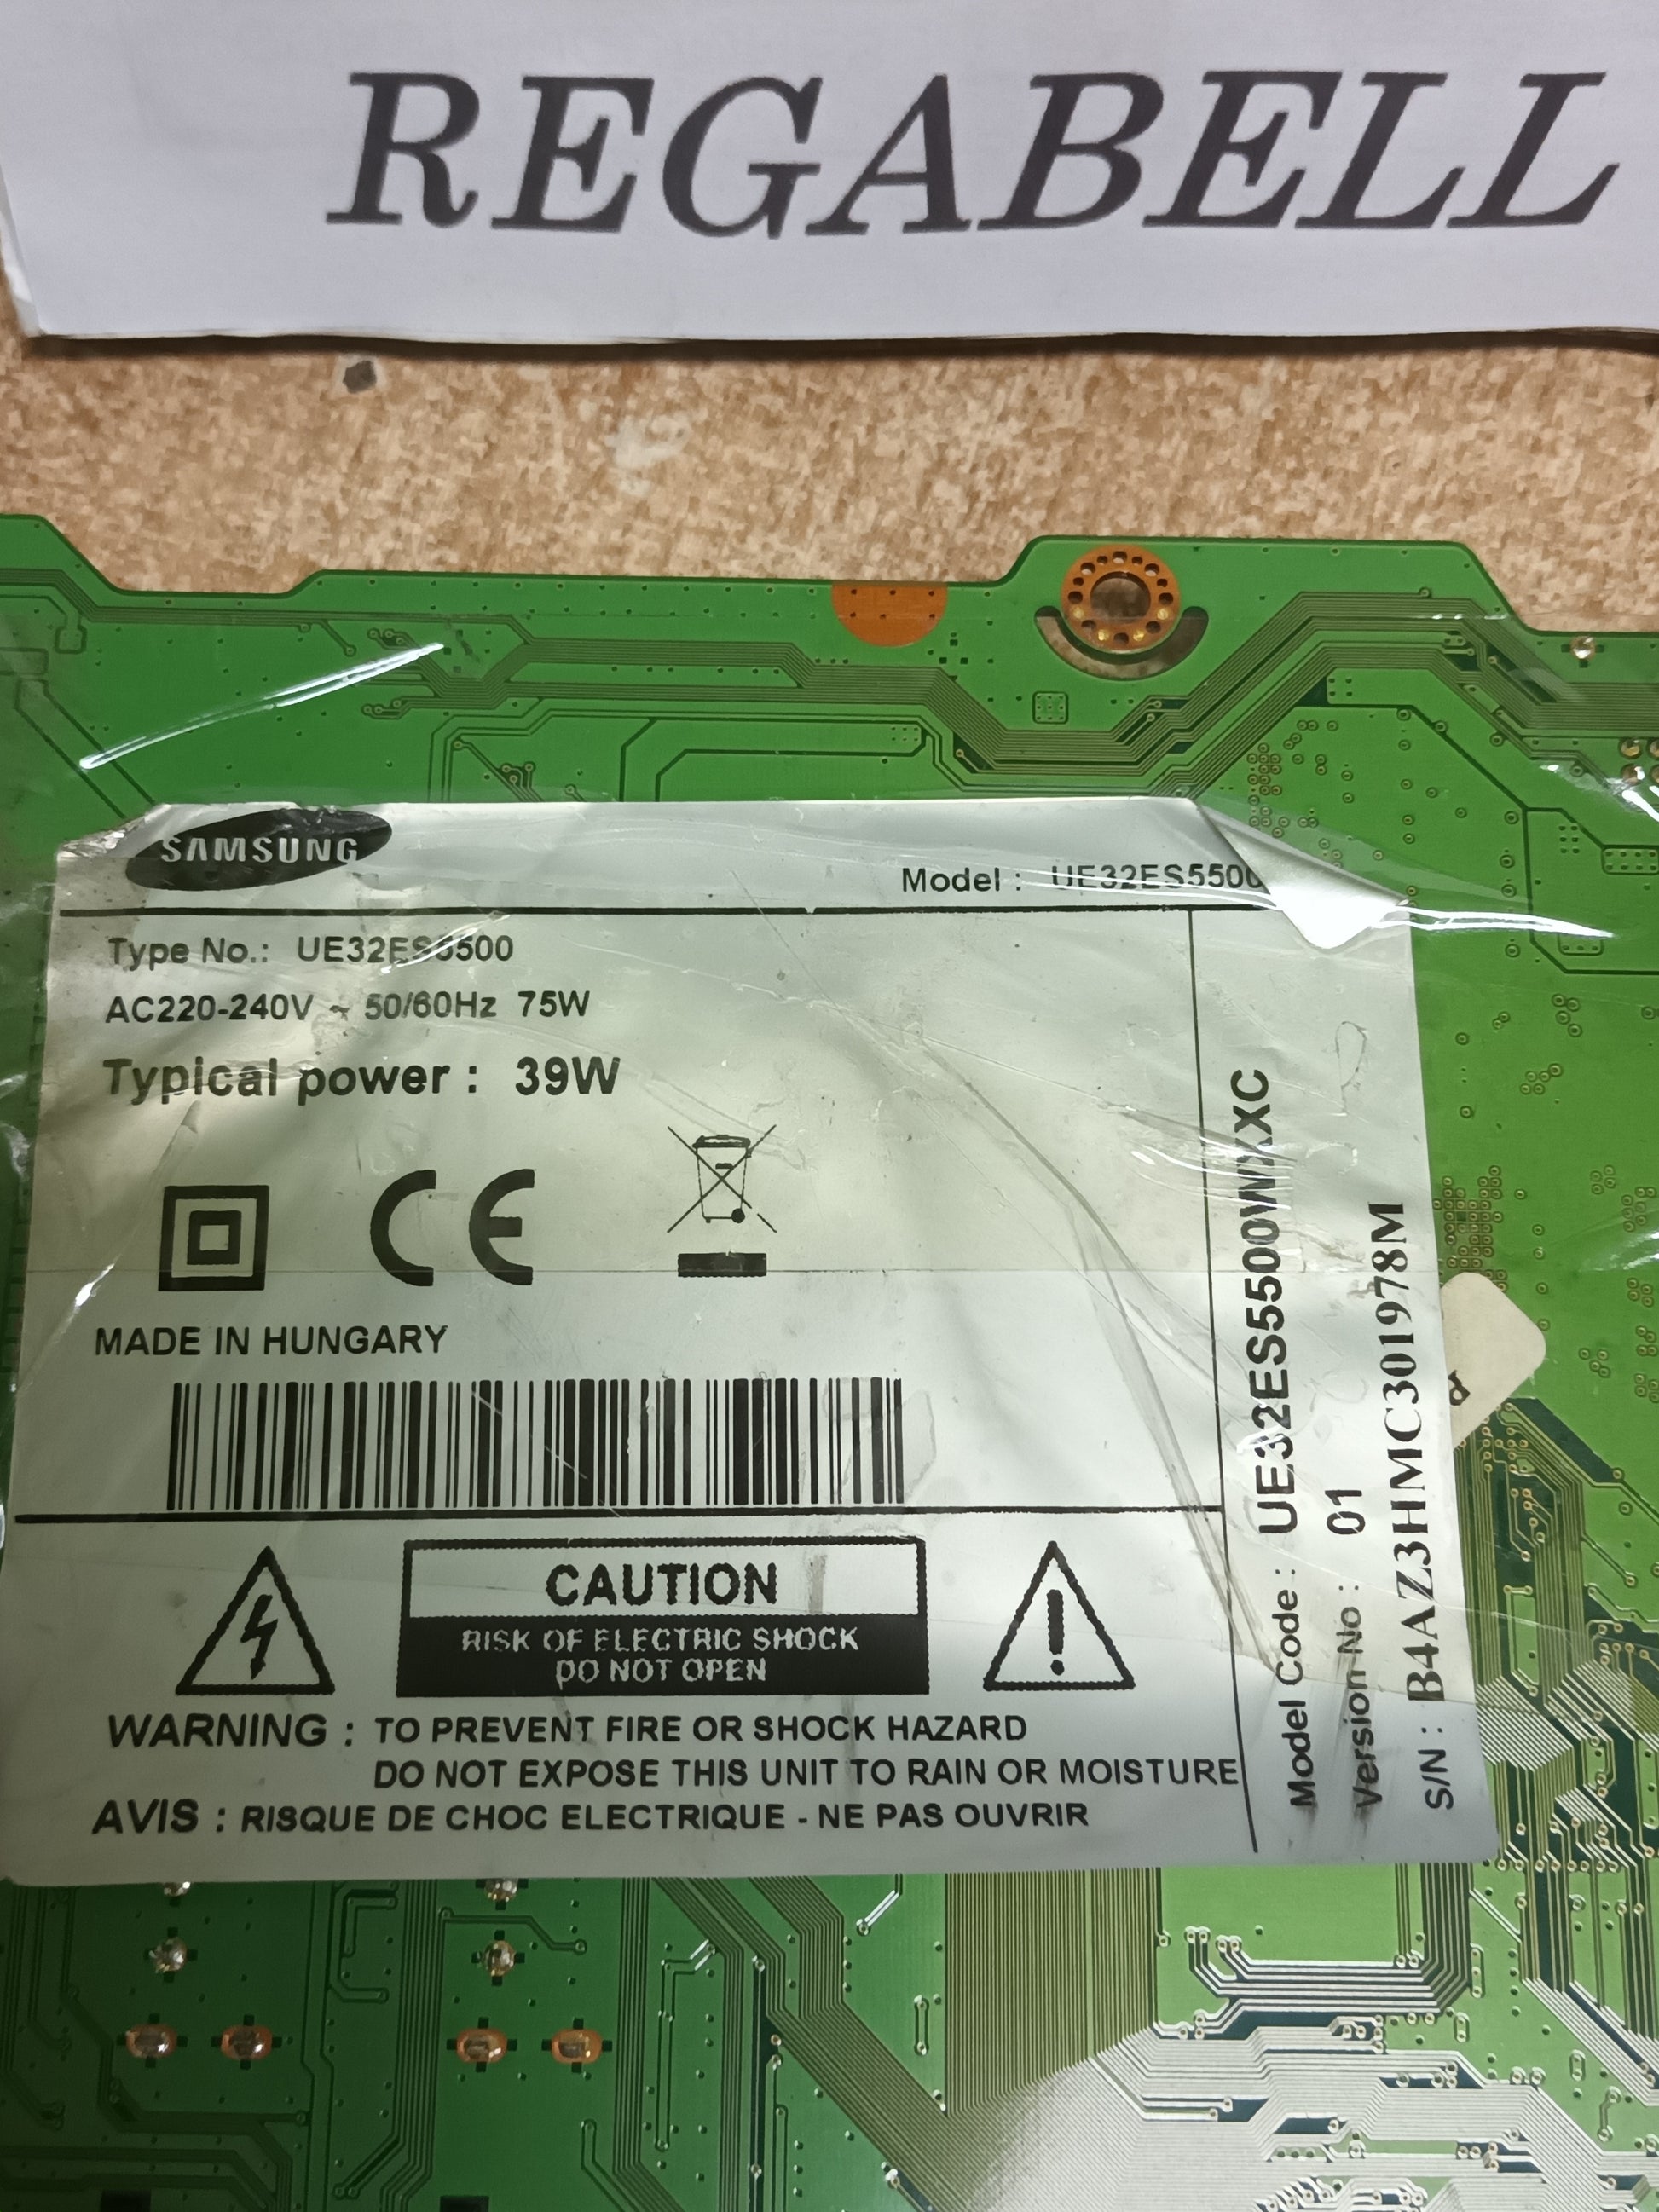 REGABELL
SAMSUNG
Model : UE32ES5500
Type No.: UE32ES5500
AC220-240V ~ 50/60Hz 75W
Typical power : 39W
CE
MADE IN HUNGARY
CAUTION
RISK OF ELECTRIC SHOCK
DO NOT OPEN
WARNING : TO PREVENT FIRE OR SHOCK HAZARD
DO NOT EXPOSE THIS UNIT TO RAIN OR MOISTURE
AVIS : RISQUE DE CHOC ELECTRIQUE - NE PAS OUVRIR
Model Code : UE32ES5500WXXC
Version No : 01
S/N : B4AZ3HMC301978M